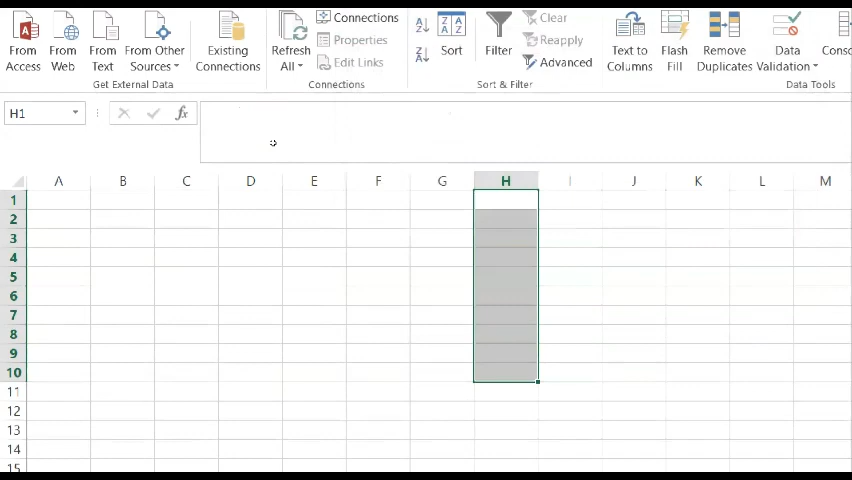 From Access
From Web
From Text
From Other Sources
Existing Connections
Get External Data
Refresh All
Connections
Properties
Edit Links
Connections
A Z
Z A
Z A
A Z
Sort
Filter
Clear
Reapply
Advanced
Sort & Filter
Text to Columns
Flash Fill
Remove Duplicates
Data Validation
Conso
Data Tools
H1
fx
A B C D E F G H I J K L M
1
2
3
4
5
6
7
8
9
10
11
12
13
14
15